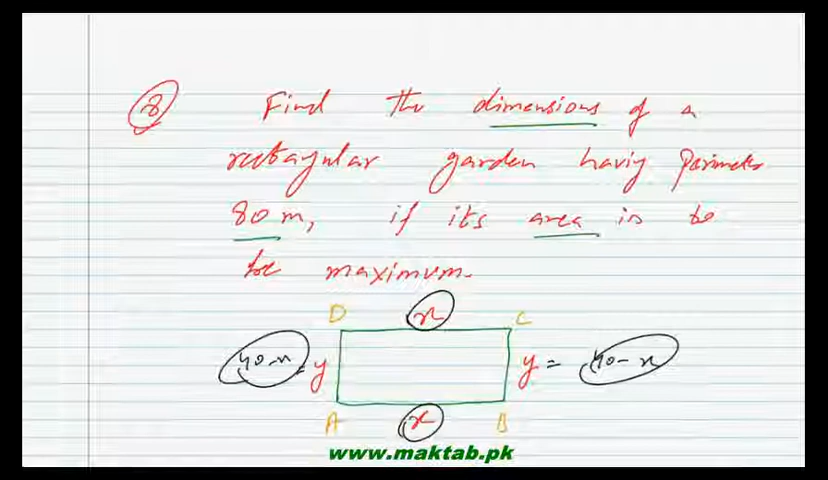 8 Find the dimensions of a
rectangular garden having Perimeter
80 m, if its area is to be
be maximum.
D x C
40-x = y y = 40-x
A x B
www.maktab.pk